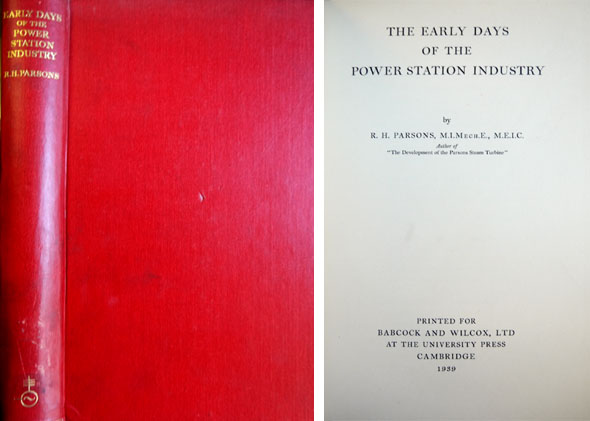 EARLY DAYS
OF THE
POWER
STATION
INDUSTRY
R.H.PARSONS
THE EARLY DAYS
OF THE
POWER STATION INDUSTRY
by
R. H. PARSONS, M.I.MECH.E., M.E.I.C.
Author of
"The Development of the Parsons Steam Turbine"
PRINTED FOR
BABCOCK AND WILCOX, LTD
AT THE UNIVERSITY PRESS
CAMBRIDGE
1939